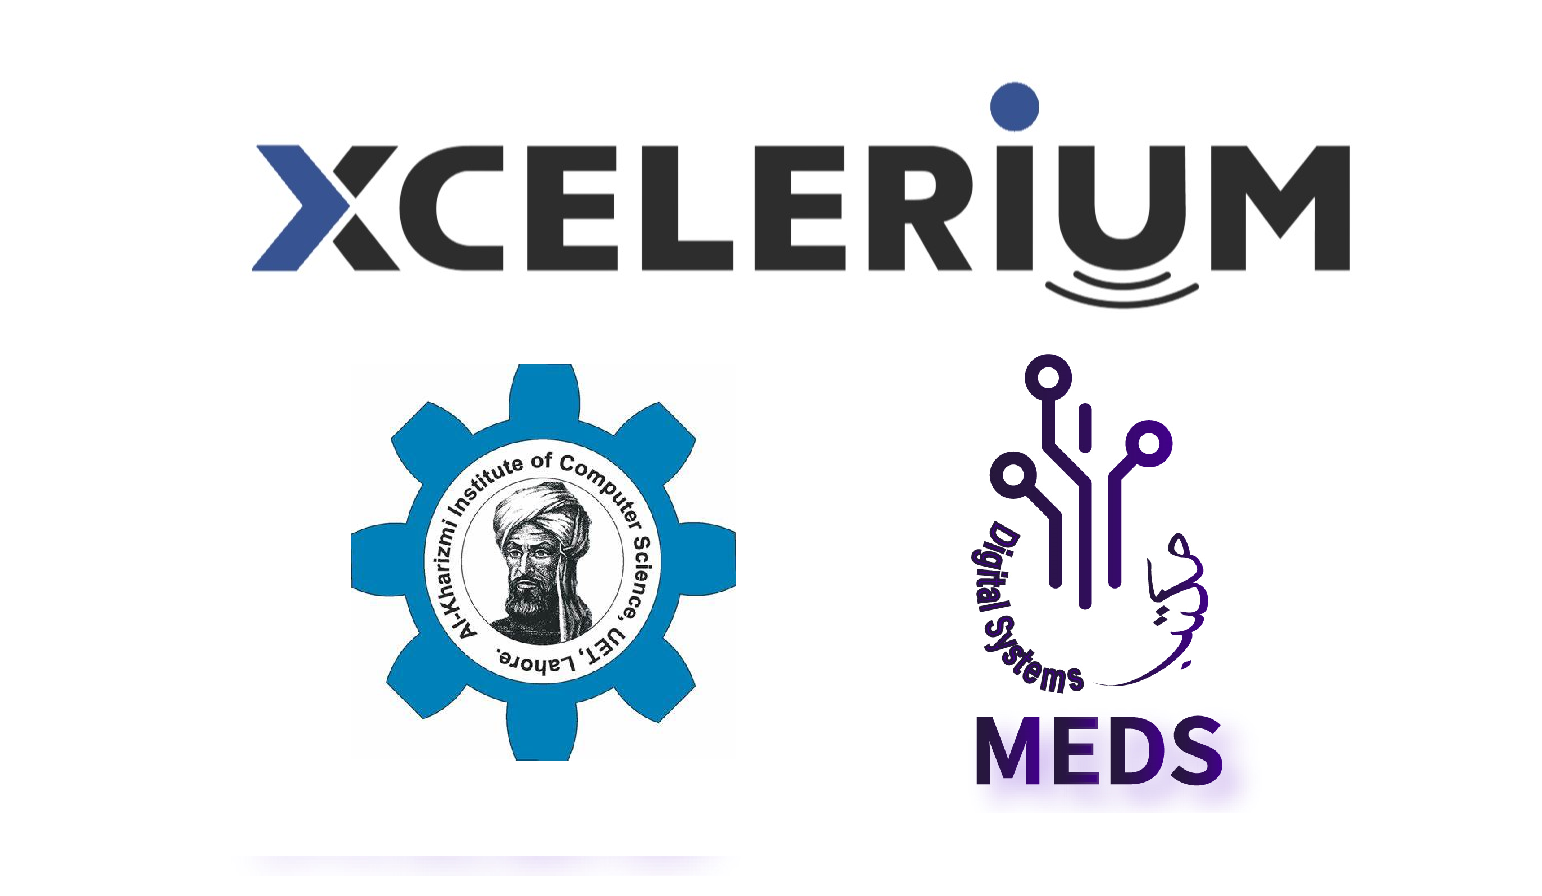 XCELERIUM
Al-Kharizmi Institute of Computer Science, UET, Lahore.
Digital Systems
MEDS